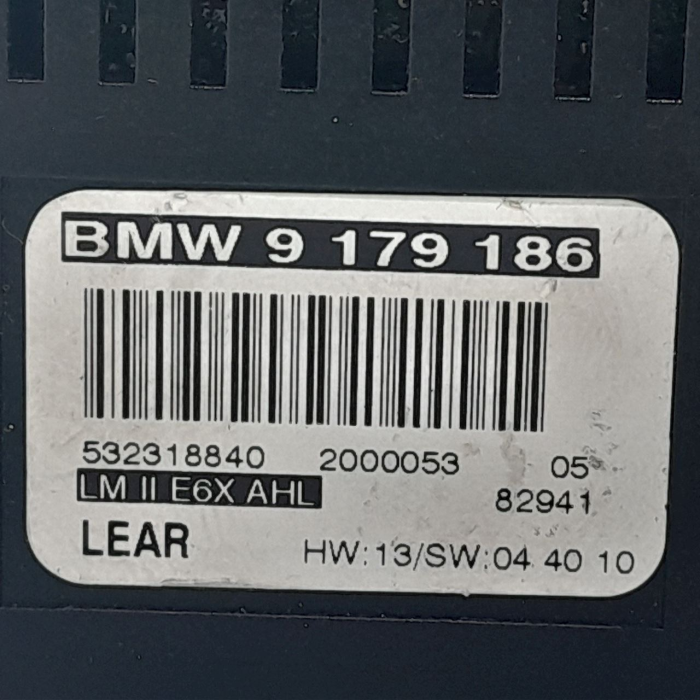 BMW 9 179 186
532318840 2000053 05
LM II E6X AHL
82941
LEAR
HW:13/SW:04 40 10